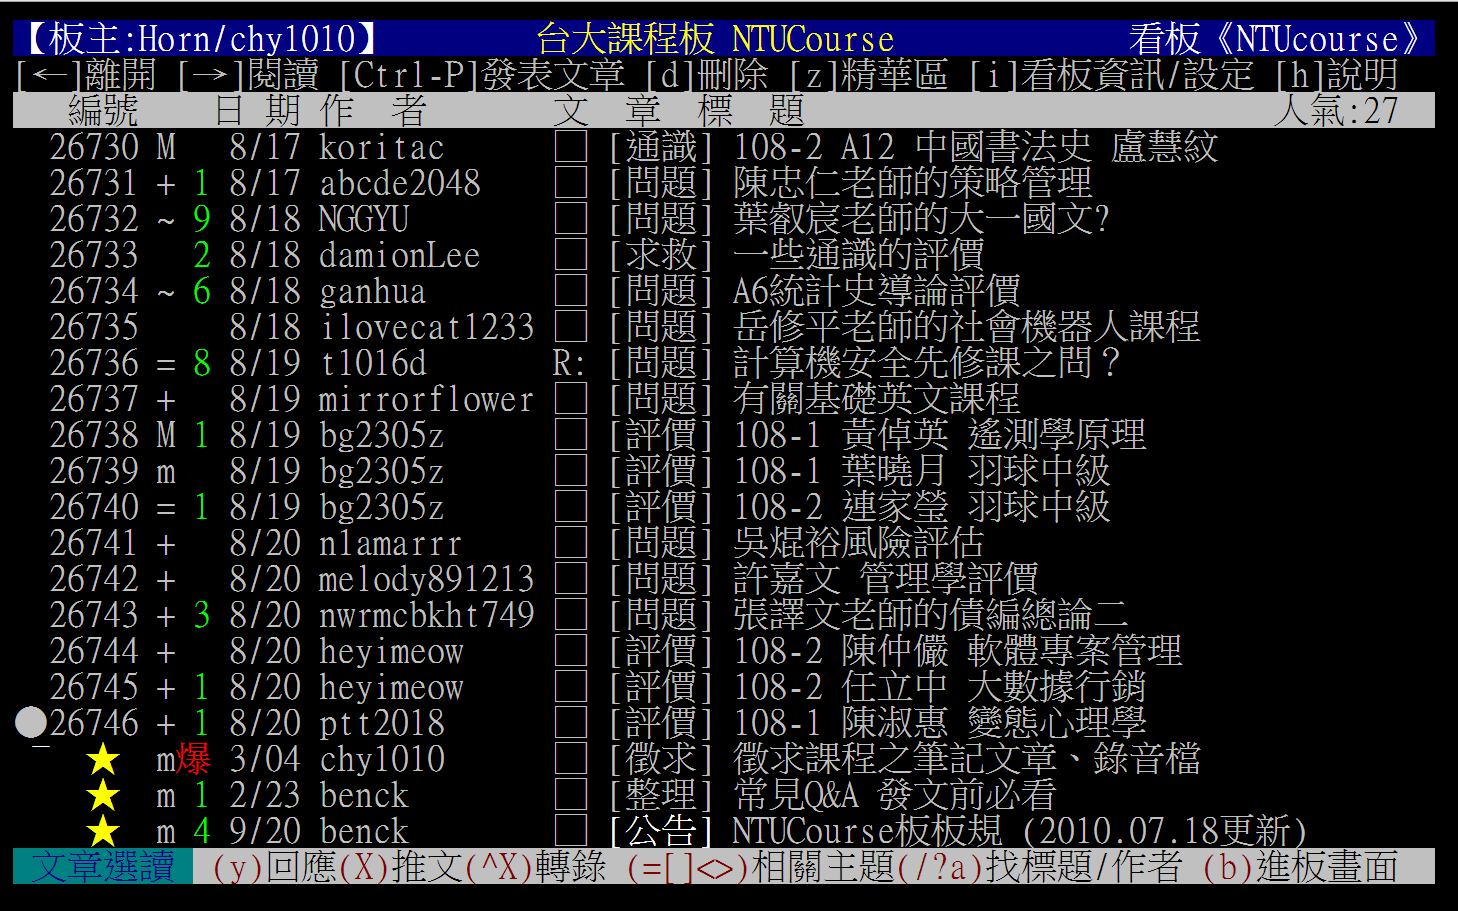 【板主:Horn/chy1010】 台大課程板 NTUCourse 看板《NTUcourse》
[←]離開 [→]閱讀 [Ctrl-P]發表文章 [d]刪除 [z]精華區 [i]看板資訊/設定 [h]說明
編號 日 期 作 者 文 章 標 題 人氣:27
26730 M 8/17 koritac □ [通識] 108-2 A12 中國書法史 盧慧紋
26731 + 1 8/17 abcde2048 □ [問題] 陳忠仁老師的策略管理
26732 ~ 9 8/18 NGGYU □ [問題] 葉叡宸老師的大一國文?
26733 2 8/18 damionLee □ [求救] 一些通識的評價
26734 ~ 6 8/18 ganhua □ [問題] A6統計史導論評價
26735 8/18 ilovecat1233 □ [問題] 岳修平老師的社會機器人課程
26736 = 8 8/19 t1016d R: [問題] 計算機安全先修課之問？
26737 + 8/19 mirrorflower □ [問題] 有關基礎英文課程
26738 M 1 8/19 bg2305z □ [評價] 108-1 黃倬英 遙測學原理
26739 m 8/19 bg2305z □ [評價] 108-1 葉曉月 羽球中級
26740 = 1 8/19 bg2305z □ [評價] 108-2 連家瑩 羽球中級
26741 + 8/20 n1amarrr □ [問題] 吳焜裕風險評估
26742 + 8/20 melody891213 □ [問題] 許嘉文 管理學評價
26743 + 3 8/20 nwrmcbkht749 □ [問題] 張譯文老師的債編總論二
26744 + 8/20 heyimeow □ [評價] 108-2 陳仲儼 軟體專案管理
26745 + 1 8/20 heyimeow □ [評價] 108-2 任立中 大數據行銷
●26746 + 1 8/20 ptt2018 □ [評價] 108-1 陳淑惠 變態心理學
★ m爆 3/04 chy1010 □ [徵求] 徵求課程之筆記文章、錄音檔
★ m 1 2/23 benck □ [整理] 常見Q&A 發文前必看
★ m 4 9/20 benck □ [公告] NTUCourse板板規 (2010.07.18更新)
文章選讀 (y)回應(X)推文(^X)轉錄 (=[]<>)相關主題(/?a)找標題/作者 (b)進板畫面